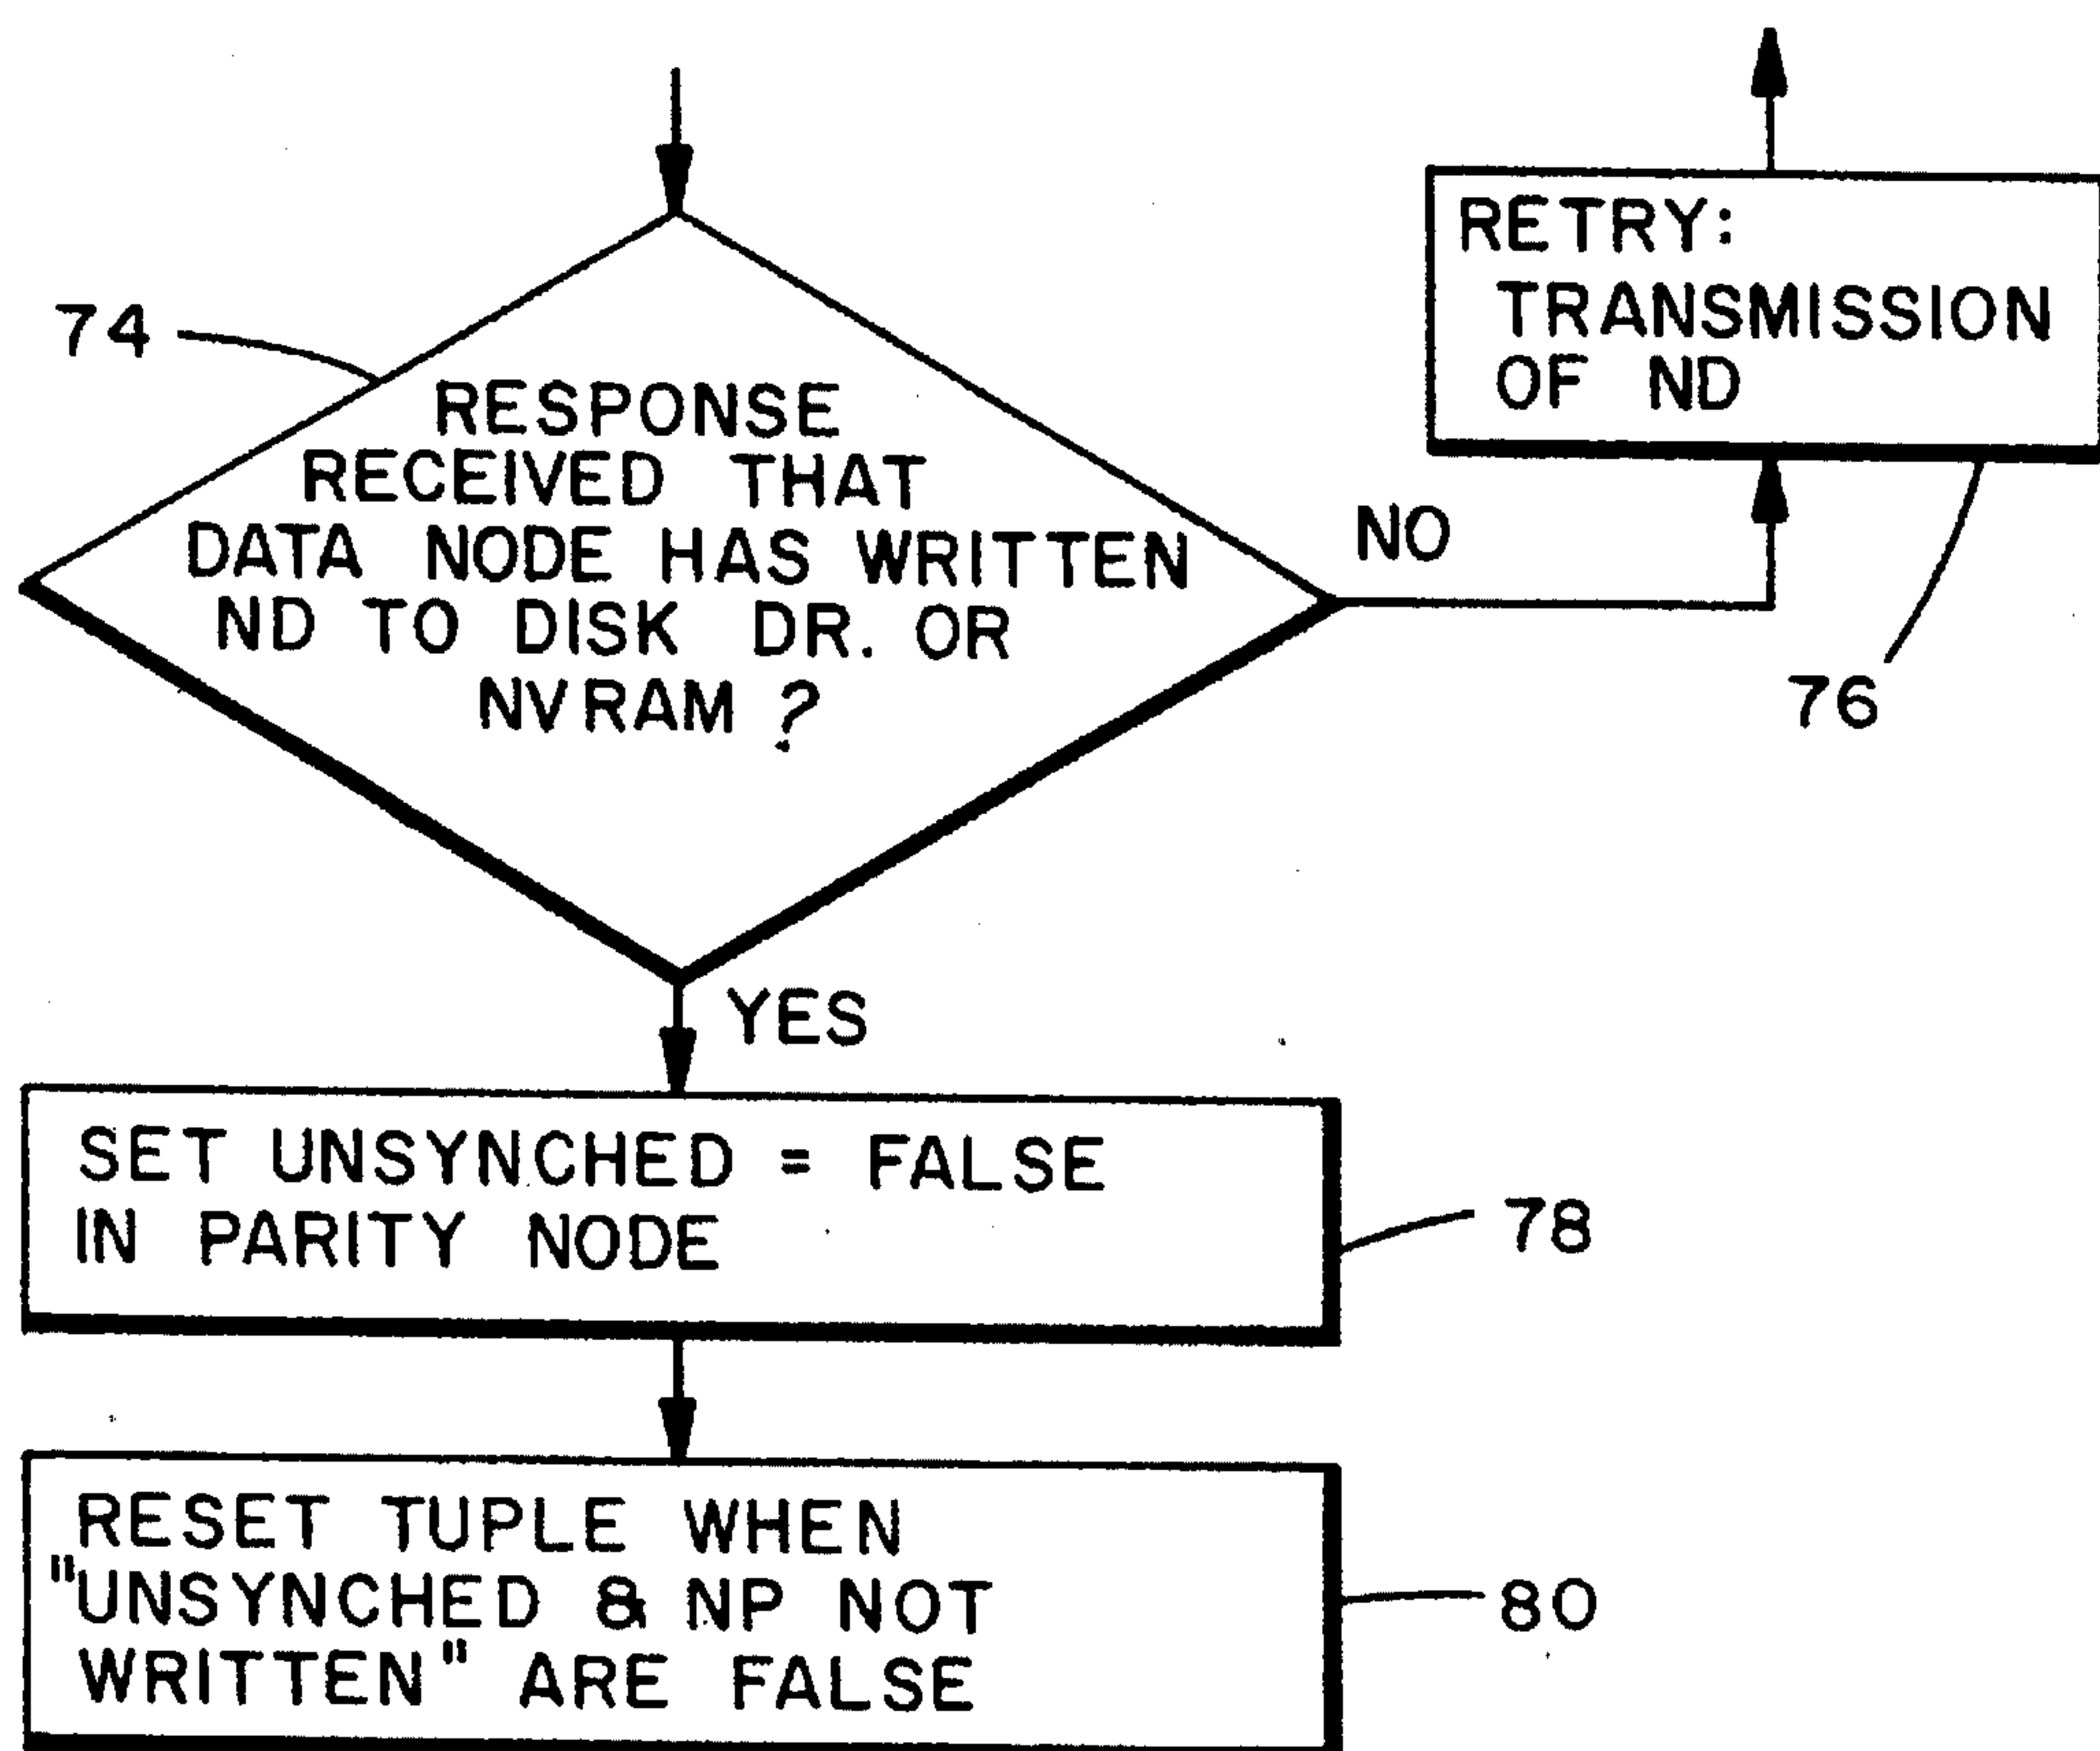 74
RESPONSE
RECEIVED THAT
DATA NODE HAS WRITTEN
ND TO DISK DR. OR
NVRAM ?
NO
RETRY:
TRANSMISSION
OF ND
76
YES
SET UNSYNCHED = FALSE
IN PARITY NODE
78
RESET TUPLE WHEN
"UNSYNCHED & NP NOT
WRITTEN" ARE FALSE
80